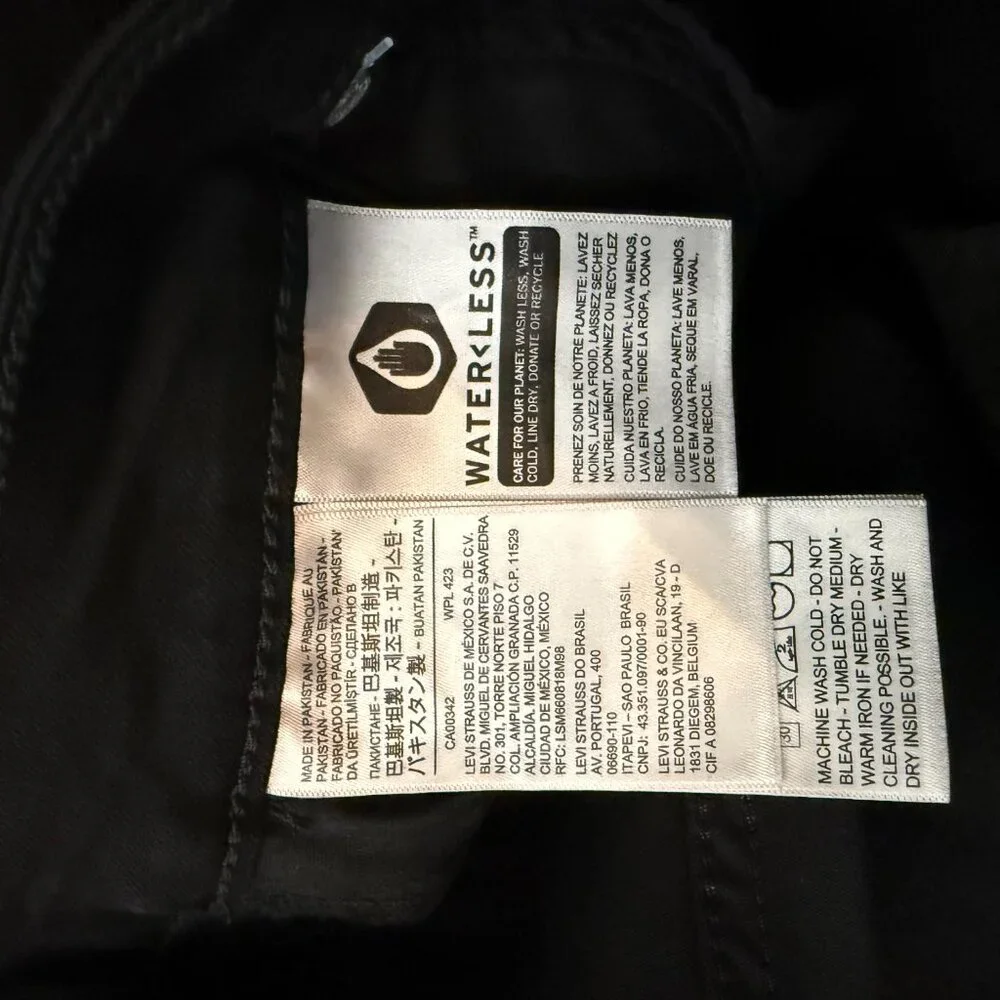 WATER<LESS™
CARE FOR OUR PLANET: WASH LESS, WASH
COLD, LINE DRY, DONATE OR RECYCLE
PRENEZ SOIN DE NOTRE PLANETE: LAVEZ
MOINS, LAVEZ A FROID, LAISSEZ SECHER
NATURELLEMENT, DONNEZ OU RECYCLEZ
CUIDA NUESTRO PLANETA: LAVA MENOS,
LAVA EN FRIO, TIENDE LA ROPA, DONA O
RECICLA.
CUIDE DO NOSSO PLANETA: LAVE MENOS,
LAVE EM ÁGUA FRIA, SEQUE EM VARAL,
DOE OU RECICLE.
MADE IN PAKISTAN - FABRIQUE AU
PAKISTAN - FABRICADO EN PAKISTÁN -
FABRICADO NO PAQUISTÃO - PAKISTAN'
DA ÜRETİLMİSTİR - СДЕЛАНО В
ПАКИСТАНЕ - 巴基斯坦制造 -
巴基斯坦製 - 제조국 : 파키스탄 -
パキスタン製 - BUATAN PAKISTAN
CA00342 WPL 423
LEVI STRAUSS DE MÉXICO S.A. DE C.V.
BLVD. MIGUEL DE CERVANTES SAAVEDRA
NO. 301, TORRE NORTE PISO 7
COL. AMPLIACIÓN GRANADA C.P. 11529
ALCALDÍA, MIGUEL HIDALGO
CIUDAD DE MÉXICO, MÉXICO
RFC: LSM860818M98
LEVI STRAUSS DO BRASIL
AV. PORTUGAL, 400
06690-110
ITAPEVI – SAO PAULO BRASIL
CNPJ: 43.351.097/0001-90
LEVI STRAUSS & CO. EU SCA/CVA
LEONARDO DA VINCILAAN, 19 - D
1831 DIEGEM, BELGIUM
CIF A 08298606
30
MACHINE WASH COLD - DO NOT
BLEACH - TUMBLE DRY MEDIUM -
WARM IRON IF NEEDED - DRY
CLEANING POSSIBLE. - WASH AND
DRY INSIDE OUT WITH LIKE